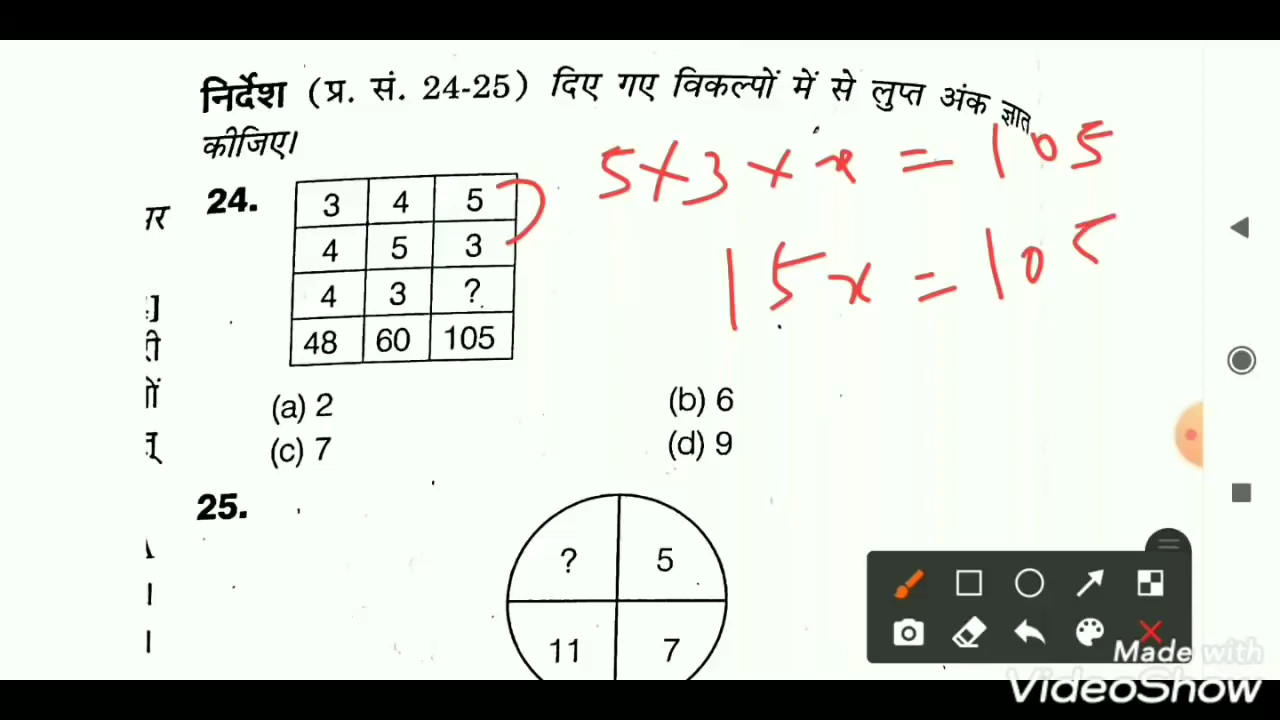 निर्देश (प्र. सं. 24-25) दिए गए विकल्पों में से लुप्त अंक ज्ञात
कीजिए।
5 × 3 × x = 105
15x = 105
24.
3 4 5
4 5 3
4 3 ?
48 60 105
(a) 2 (b) 6
(c) 7 (d) 9
25.
? 5
11 7
Made with
VideoShow